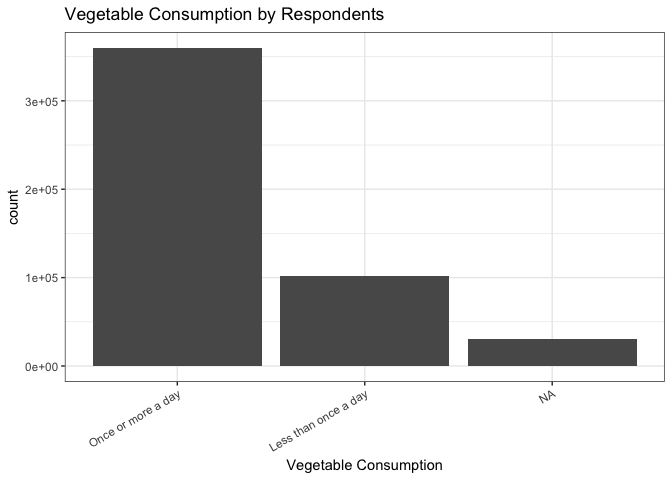 Vegetable Consumption by Respondents
count
3e+05
2e+05
1e+05
0e+00
Once or more a day
Less than once a day
NA
Vegetable Consumption